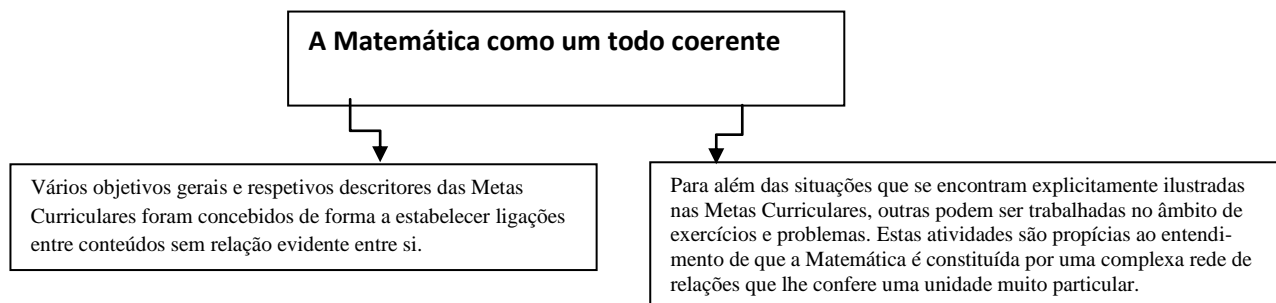 A Matemática como um todo coerente
Vários objetivos gerais e respetivos descritores das Metas
Curriculares foram concebidos de forma a estabelecer ligações
entre conteúdos sem relação evidente entre si.
Para além das situações que se encontram explicitamente ilustradas
nas Metas Curriculares, outras podem ser trabalhadas no âmbito de
exercícios e problemas. Estas atividades são propícias ao entendi-
mento de que a Matemática é constituída por uma complexa rede de
relações que lhe confere uma unidade muito particular.